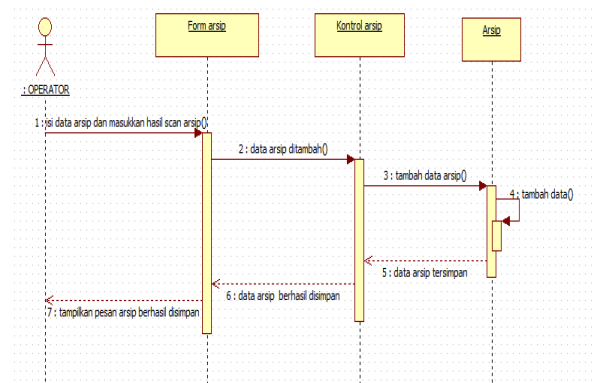 Form arsip
Kontrol arsip
Arsip
: OPERATOR
1 : isi data arsip dan masukkan hasil scan arsip()
2 : data arsip ditambah()
3 : tambah data arsip()
4 : tambah data()
5 : data arsip tersimpan
6 : data arsip berhasil disimpan
7 : tampilkan pesan arsip berhasil disimpan